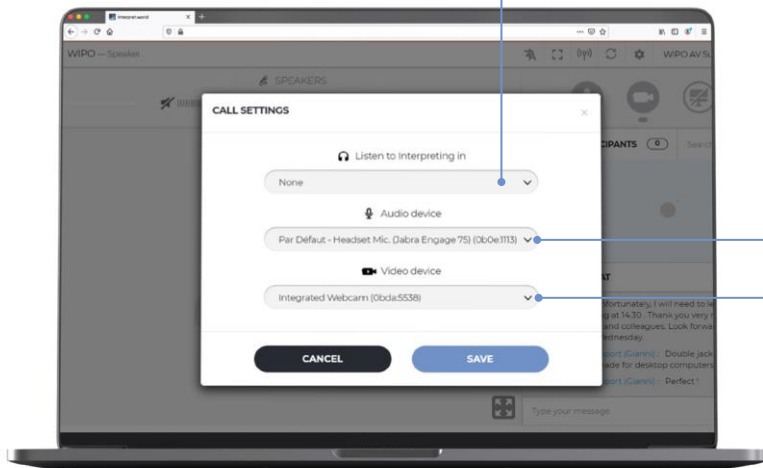 Interpret.world
WIPO — Speaker
WIPO AV Su
SPEAKERS
CALL SETTINGS
CIPANTS 0 Search
Listen to Interpreting in
None
Audio device
Par Défaut - Headset Mic. (Jabra Engage 75) (0b0e:1113)
Video device
Integrated Webcam (0bda:5538)
CANCEL SAVE
AT
nfortunately, I will need to le
g at 14.30 . Thank you very
and colleagues. Look forwa
ednesday.
port (Gianni) : Double jack
ade for desktop computers
port (Gianni) : Perfect !
Type your message